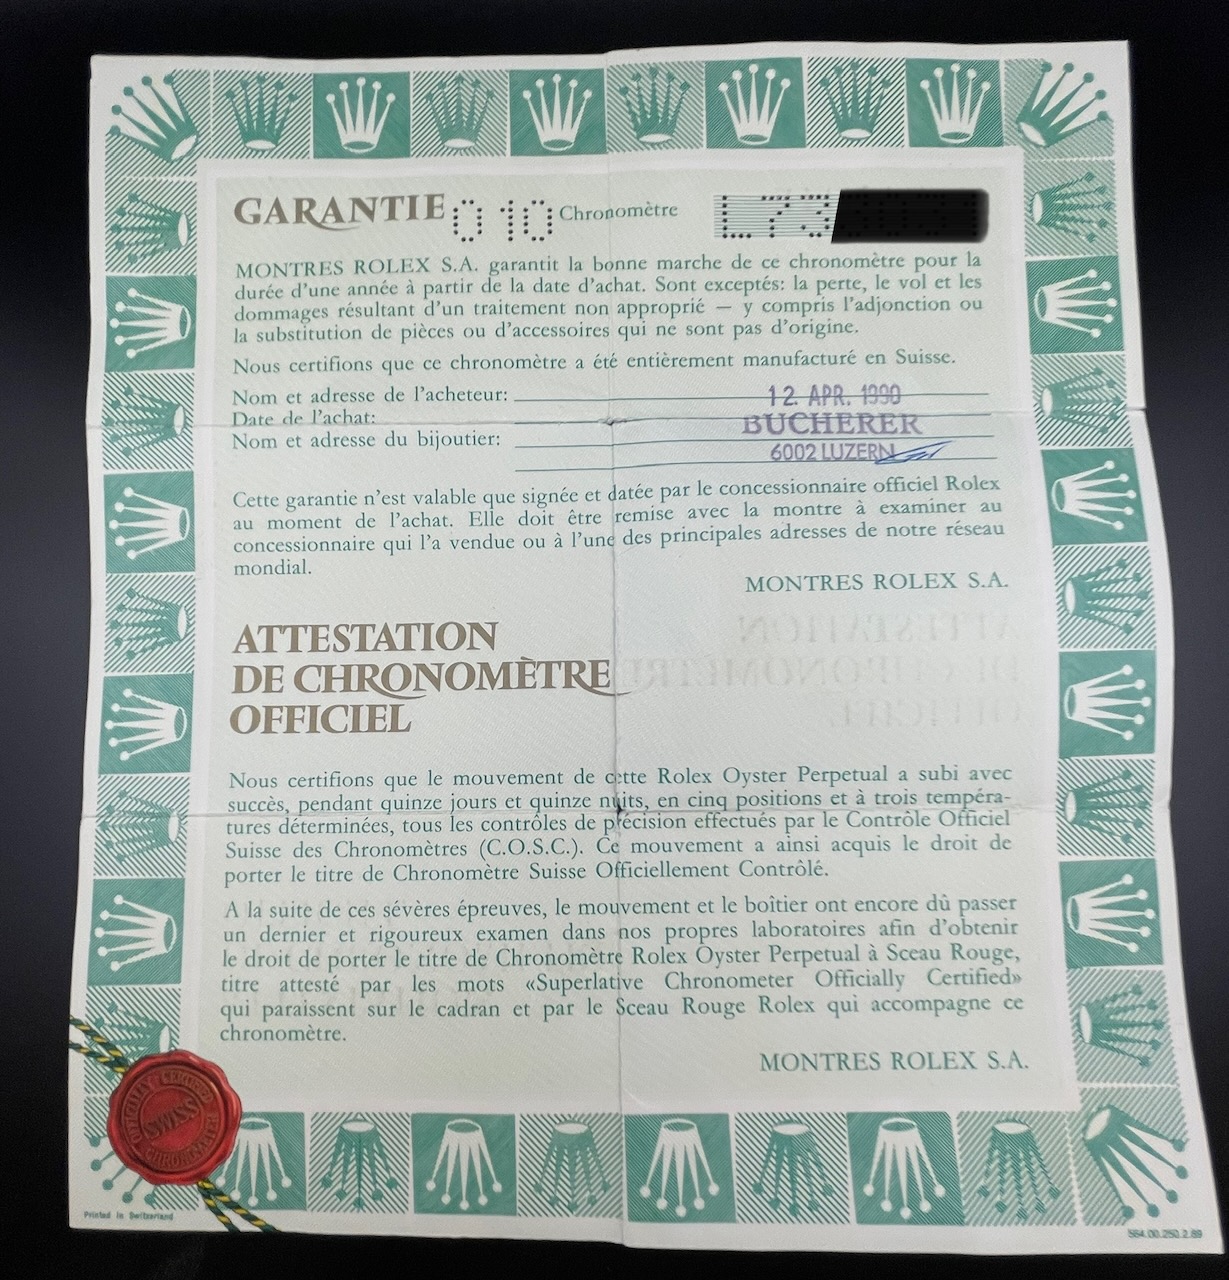 GARANTIE 010 Chronomètre L73
MONTRES ROLEX S.A. garantit la bonne marche de ce chronomètre pour la
durée d'une année à partir de la date d'achat. Sont exceptés: la perte, le vol et les
dommages résultant d'un traitement non approprié — y compris l'adjonction ou
la substitution de pièces ou d'accessoires qui ne sont pas d'origine.
Nous certifions que ce chronomètre a été entièrement manufacturé en Suisse.
Nom et adresse de l'acheteur:
12. APR. 1990
Date de l'achat:
BUCHERER
Nom et adresse du bijoutier:
6002 LUZERN
Cette garantie n'est valable que signée et datée par le concessionnaire officiel Rolex
au moment de l'achat. Elle doit être remise avec la montre à examiner au
concessionnaire qui l'a vendue ou à l'une des principales adresses de notre réseau
mondial.
MONTRES ROLEX S.A.
ATTESTATION
DE CHRONOMÈTRE
OFFICIEL
Nous certifions que le mouvement de cette Rolex Oyster Perpetual a subi avec
succès, pendant quinze jours et quinze nuits, en cinq positions et à trois tempéra-
tures déterminées, tous les contrôles de précision effectués par le Contrôle Officiel
Suisse des Chronomètres (C.O.S.C.). Ce mouvement a ainsi acquis le droit de
porter le titre de Chronomètre Suisse Officiellement Contrôlé.
A la suite de ces sévères épreuves, le mouvement et le boîtier ont encore dû passer
un dernier et rigoureux examen dans nos propres laboratoires afin d'obtenir
le droit de porter le titre de Chronomètre Rolex Oyster Perpetual à Sceau Rouge,
titre attesté par les mots «Superlative Chronometer Officially Certified»
qui paraissent sur le cadran et par le Sceau Rouge Rolex qui accompagne ce
chronomètre.
MONTRES ROLEX S.A.
OFFICIALLY CERTIFIED
SWISS
CHRONOMETER
Printed in Switzerland
564.00.250.2.89